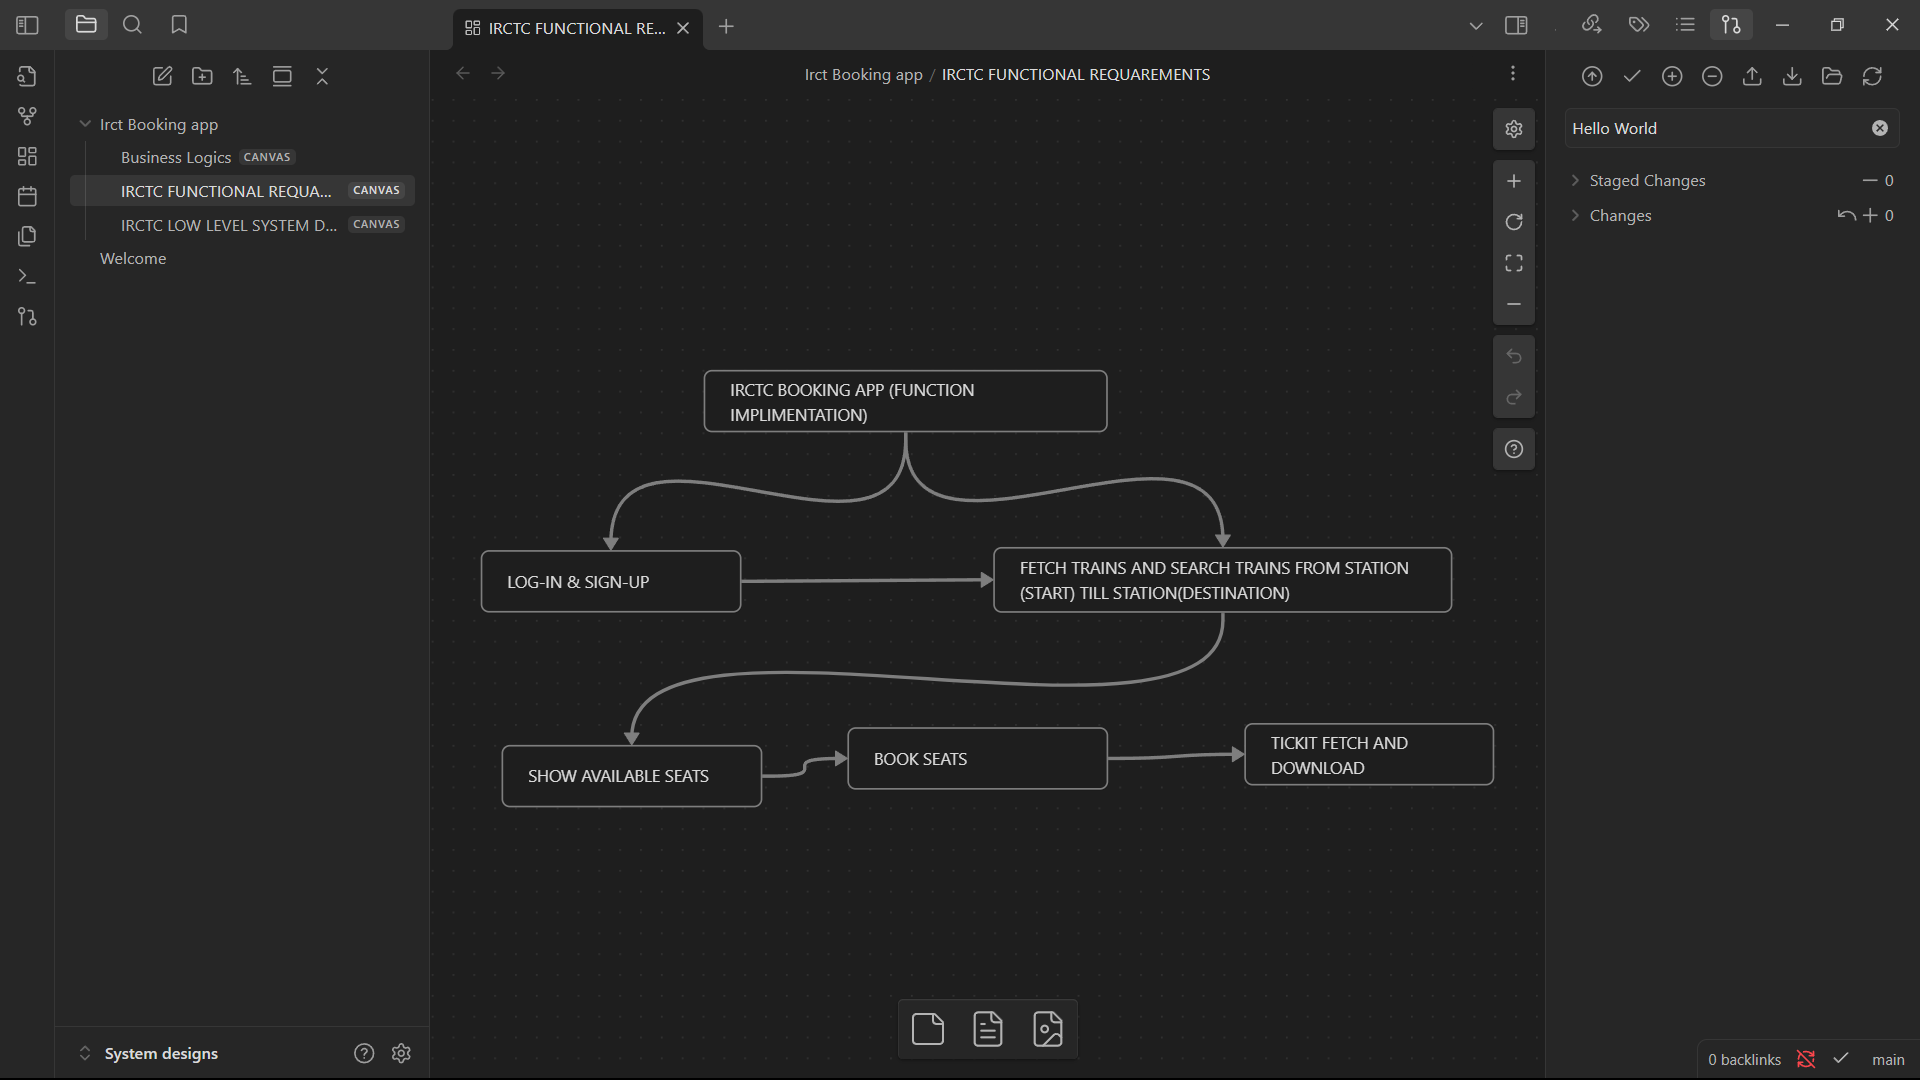 IRCTC FUNCTIONAL RE...
Irct Booking app / IRCTC FUNCTIONAL REQUAREMENTS
Irct Booking app
Business Logics CANVAS
IRCTC FUNCTIONAL REQUA... CANVAS
IRCTC LOW LEVEL SYSTEM D... CANVAS
Welcome
IRCTC BOOKING APP (FUNCTION
IMPLIMENTATION)
LOG-IN & SIGN-UP
FETCH TRAINS AND SEARCH TRAINS FROM STATION
(START) TILL STATION(DESTINATION)
SHOW AVAILABLE SEATS
BOOK SEATS
TICKIT FETCH AND
DOWNLOAD
Hello World
Staged Changes 0
Changes 0
System designs
0 backlinks main